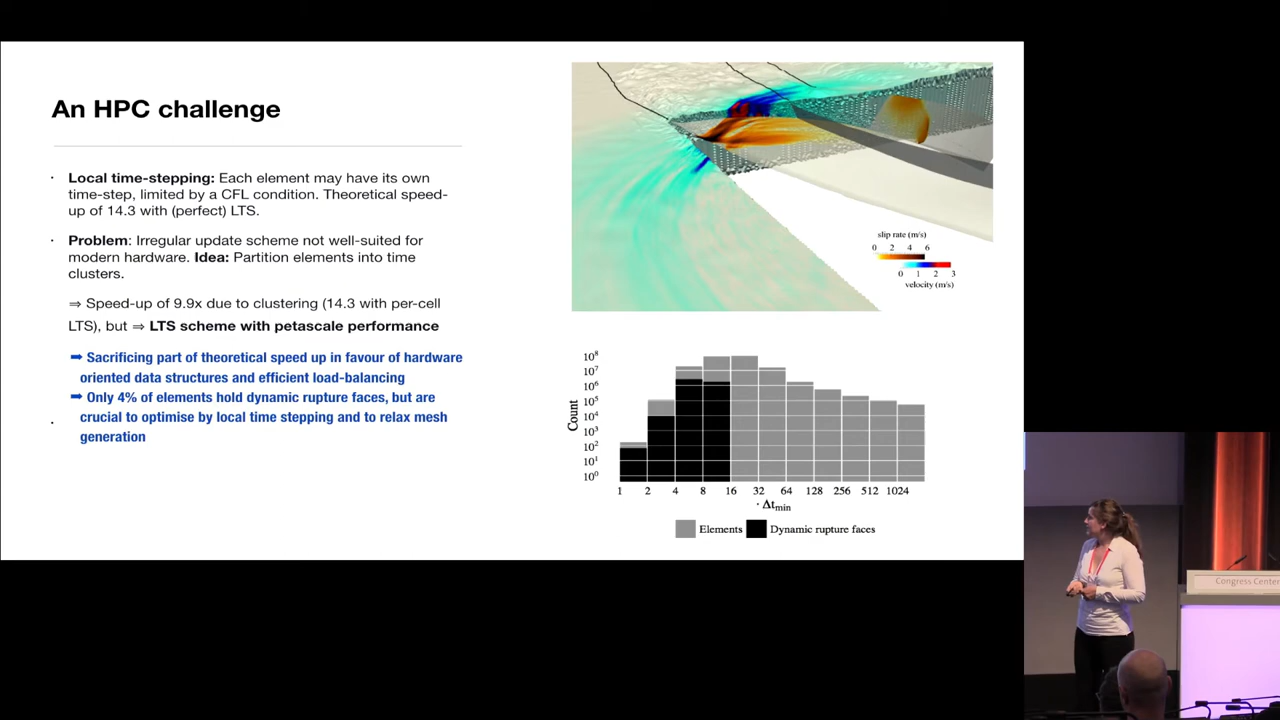 An HPC challenge
· Local time-stepping: Each element may have its own
time-step, limited by a CFL condition. Theoretical speed-
up of 14.3 with (perfect) LTS.
· Problem: Irregular update scheme not well-suited for
modern hardware. Idea: Partition elements into time
clusters.
⇒ Speed-up of 9.9x due to clustering (14.3 with per-cell
LTS), but ⇒ LTS scheme with petascale performance
➡ Sacrificing part of theoretical speed up in favour of hardware
oriented data structures and efficient load-balancing
➡ Only 4% of elements hold dynamic rupture faces, but are
crucial to optimise by local time stepping and to relax mesh
·
generation
slip rate (m/s)
0 2 4 6
0 1 2 3
velocity (m/s)
10⁸
10⁷
10⁶
10⁵
10⁴
10³
10²
10¹
10⁰
Count
1 2 4 8 16 32 64 128 256 512 1024
· Δtmin
Elements Dynamic rupture faces
Congress Center